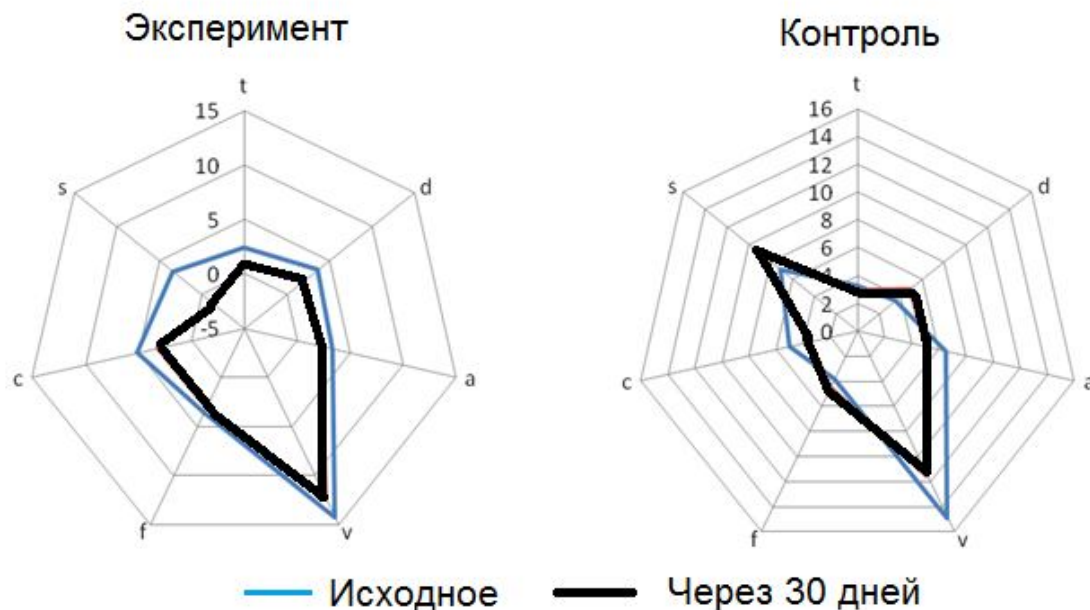 Эксперимент
t
15
10
5
0
-5
s
d
c
a
f
v
Контроль
t
16
14
12
10
8
6
4
2
0
s
d
c
a
f
v
Исходное
Через 30 дней